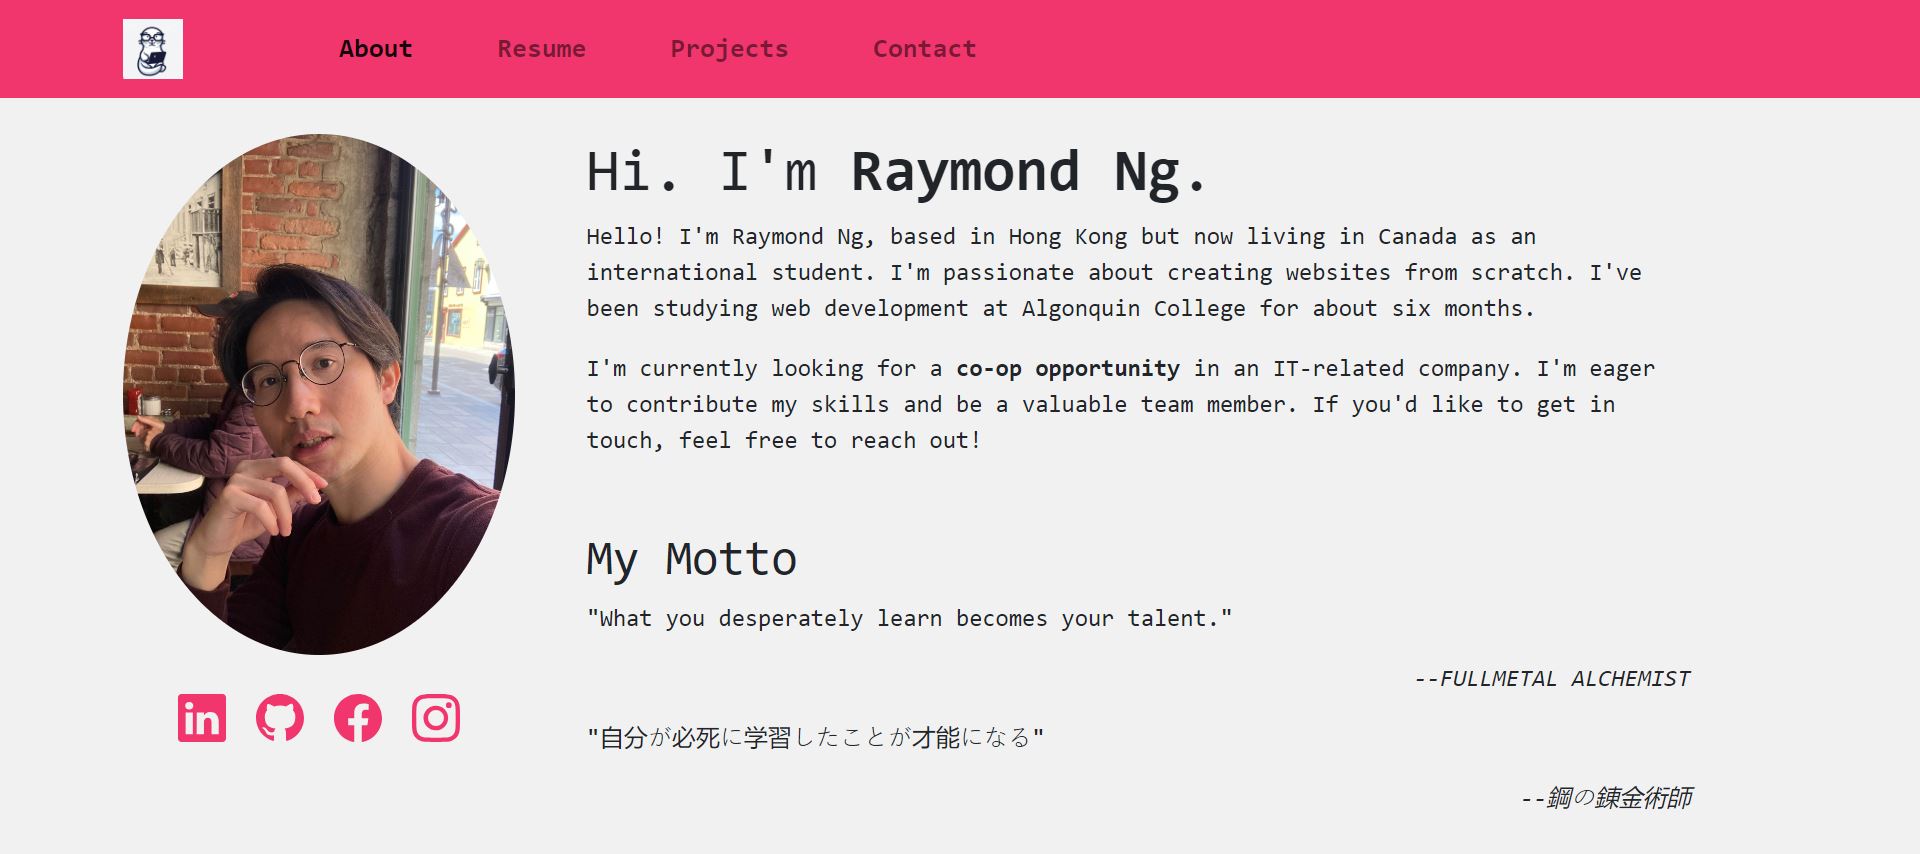 About Resume Projects Contact
Hi. I'm Raymond Ng.
Hello! I'm Raymond Ng, based in Hong Kong but now living in Canada as an
international student. I'm passionate about creating websites from scratch. I've
been studying web development at Algonquin College for about six months.
I'm currently looking for a co-op opportunity in an IT-related company. I'm eager
to contribute my skills and be a valuable team member. If you'd like to get in
touch, feel free to reach out!
My Motto
"What you desperately learn becomes your talent."
--FULLMETAL ALCHEMIST
"自分が必死に学習したことが才能になる"
--鋼の錬金術師
in